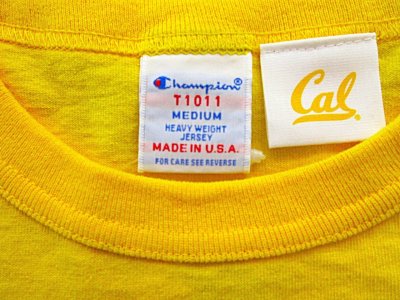 Champion®
T1011
MEDIUM
HEAVY WEIGHT
JERSEY
MADE IN U.S.A.
FOR CARE SEE REVERSE
Cal